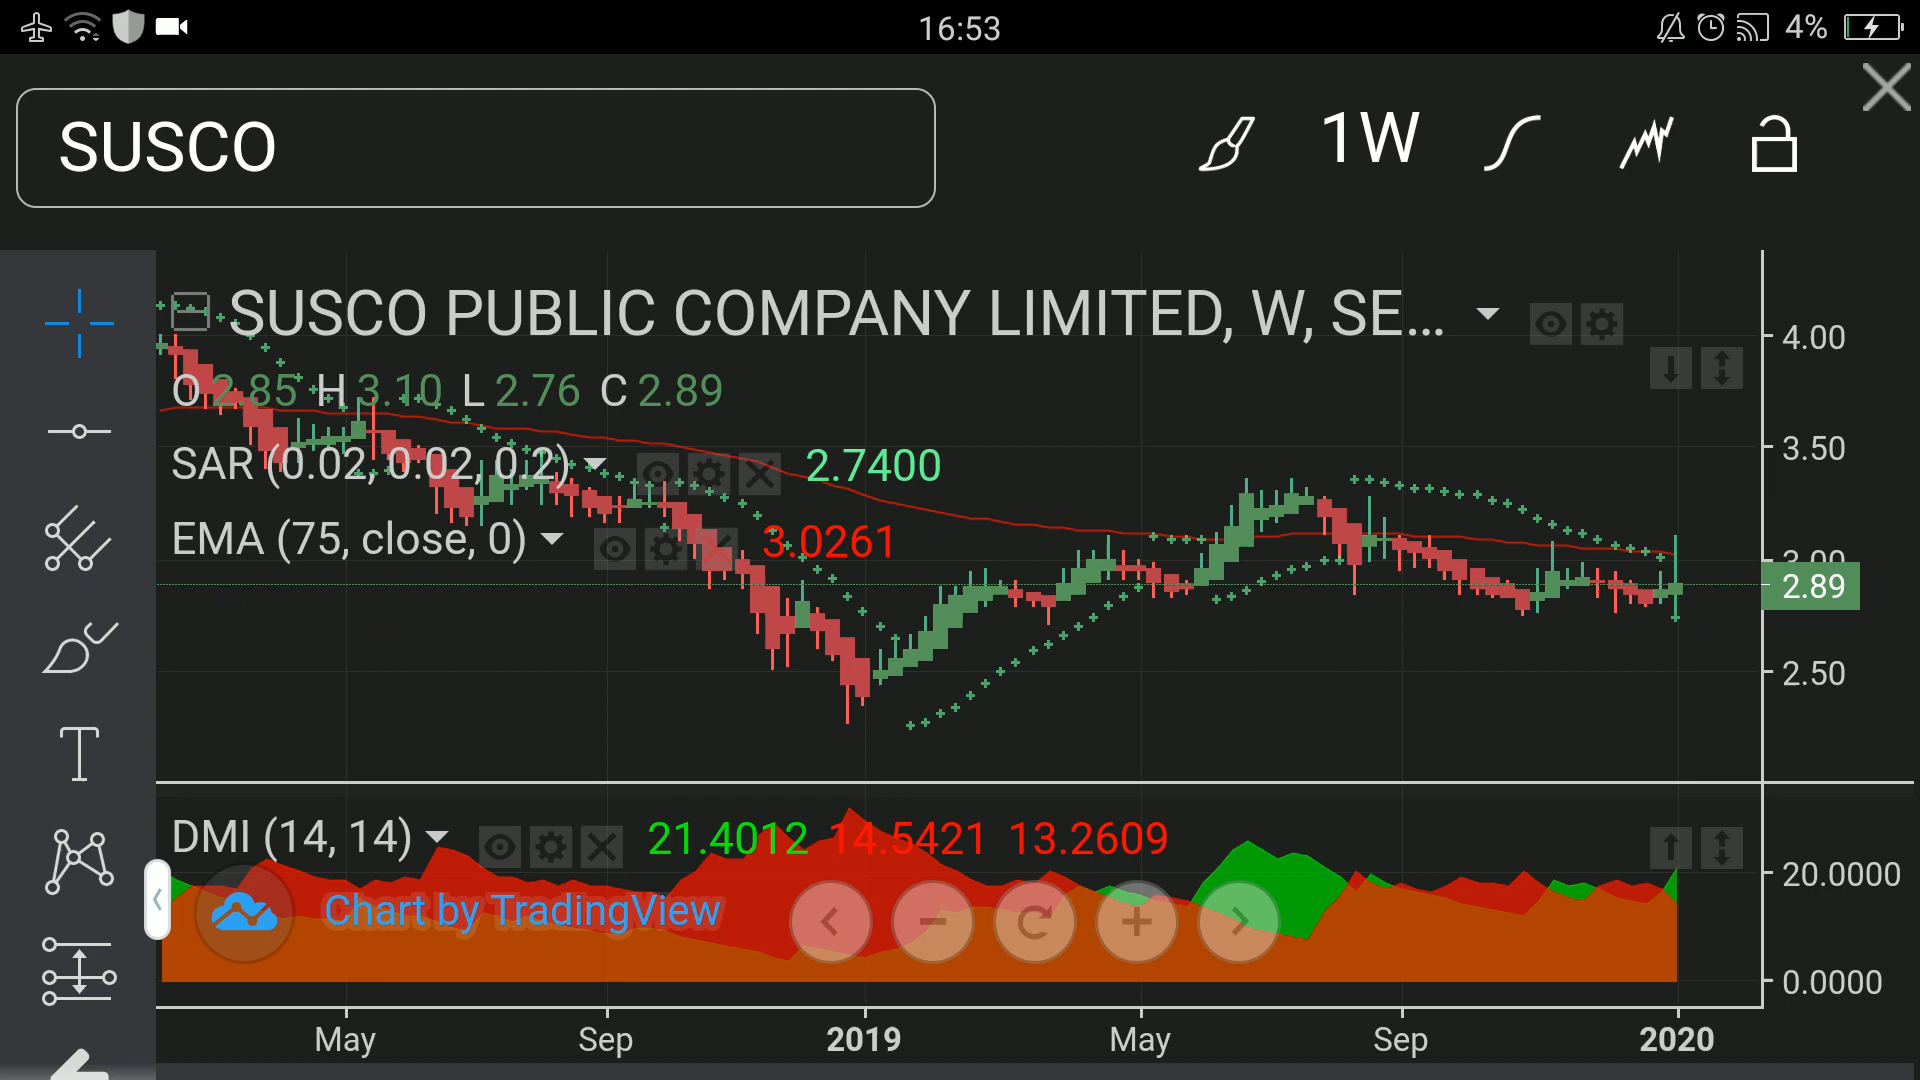 16:53
4%
SUSCO
1W
SUSCO PUBLIC COMPANY LIMITED, W, SE...
O 2.85 H 3.10 L 2.76 C 2.89
SAR (0.02, 0.02, 0.2) 2.7400
EMA (75, close, 0) 3.0261
4.00
3.50
3.00
2.89
2.50
DMI (14, 14) 21.4012 14.5421 13.2609
Chart by TradingView
20.0000
0.0000
May Sep 2019 May Sep 2020